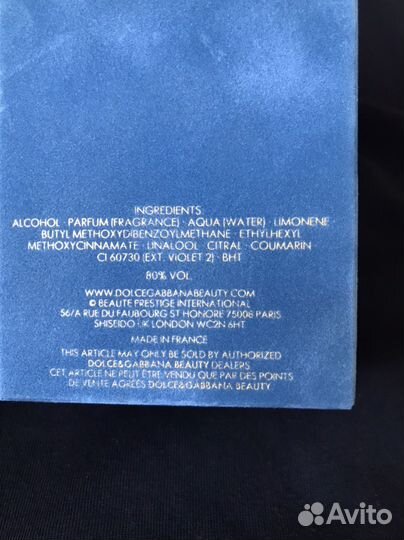 INGREDIENTS
ALCOHOL · PARFUM (FRAGRANCE) · AQUA (WATER) · LIMONENE
BUTYL METHOXYDIBENZOYLMETHANE · ETHYLHEXYL
METHOXYCINNAMATE · LINALOOL · CITRAL · COUMARIN
CI 60730 (EXT. VIOLET 2) · BHT
80% VOL.
WWW.DOLCEGABBANABEAUTY.COM
© BEAUTE PRESTIGE INTERNATIONAL
56/A RUE DU FAUBOURG ST HONORE 75008 PARIS
SHISEIDO UK LONDON WC2N 6HT
MADE IN FRANCE
THIS ARTICLE MAY ONLY BE SOLD BY AUTHORIZED
DOLCE&GABBANA BEAUTY DEALERS
CET ARTICLE NE PEUT ÊTRE VENDU QUE PAR DES POINTS
DE VENTE AGRÉES DOLCE&GABBANA BEAUTY
Avito